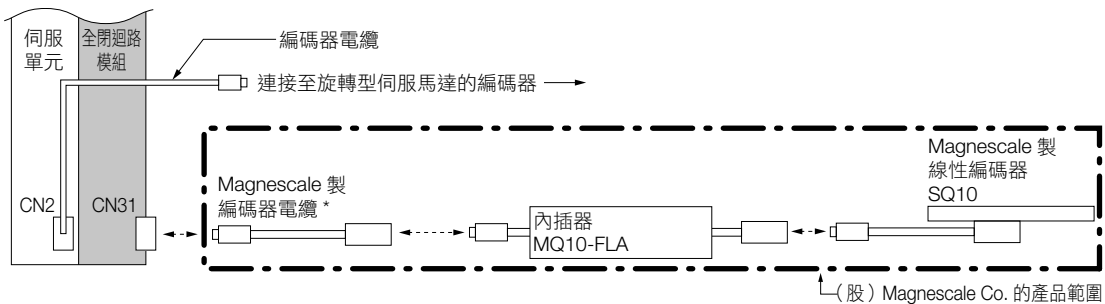 伺服
單元
全閉迴路
模組
編碼器電纜
連接至旋轉型伺服馬達的編碼器
CN2
CN31
Magnescale 製
編碼器電纜 *
內插器
MQ10-FLA
Magnescale 製
線性編碼器
SQ10
(股)Magnescale Co. 的產品範圍